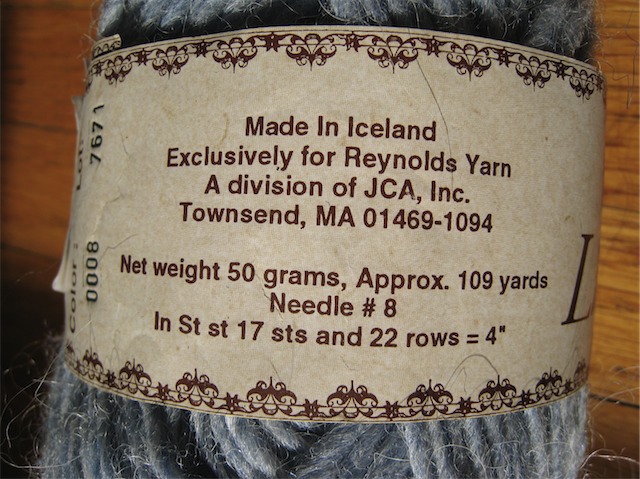 Made In Iceland
Exclusively for Reynolds Yarn
A division of JCA, Inc.
Townsend, MA 01469-1094
Net weight 50 grams, Approx. 109 yards
Needle # 8
In St st 17 sts and 22 rows = 4"
Lot: 7671
Color: 0008
L